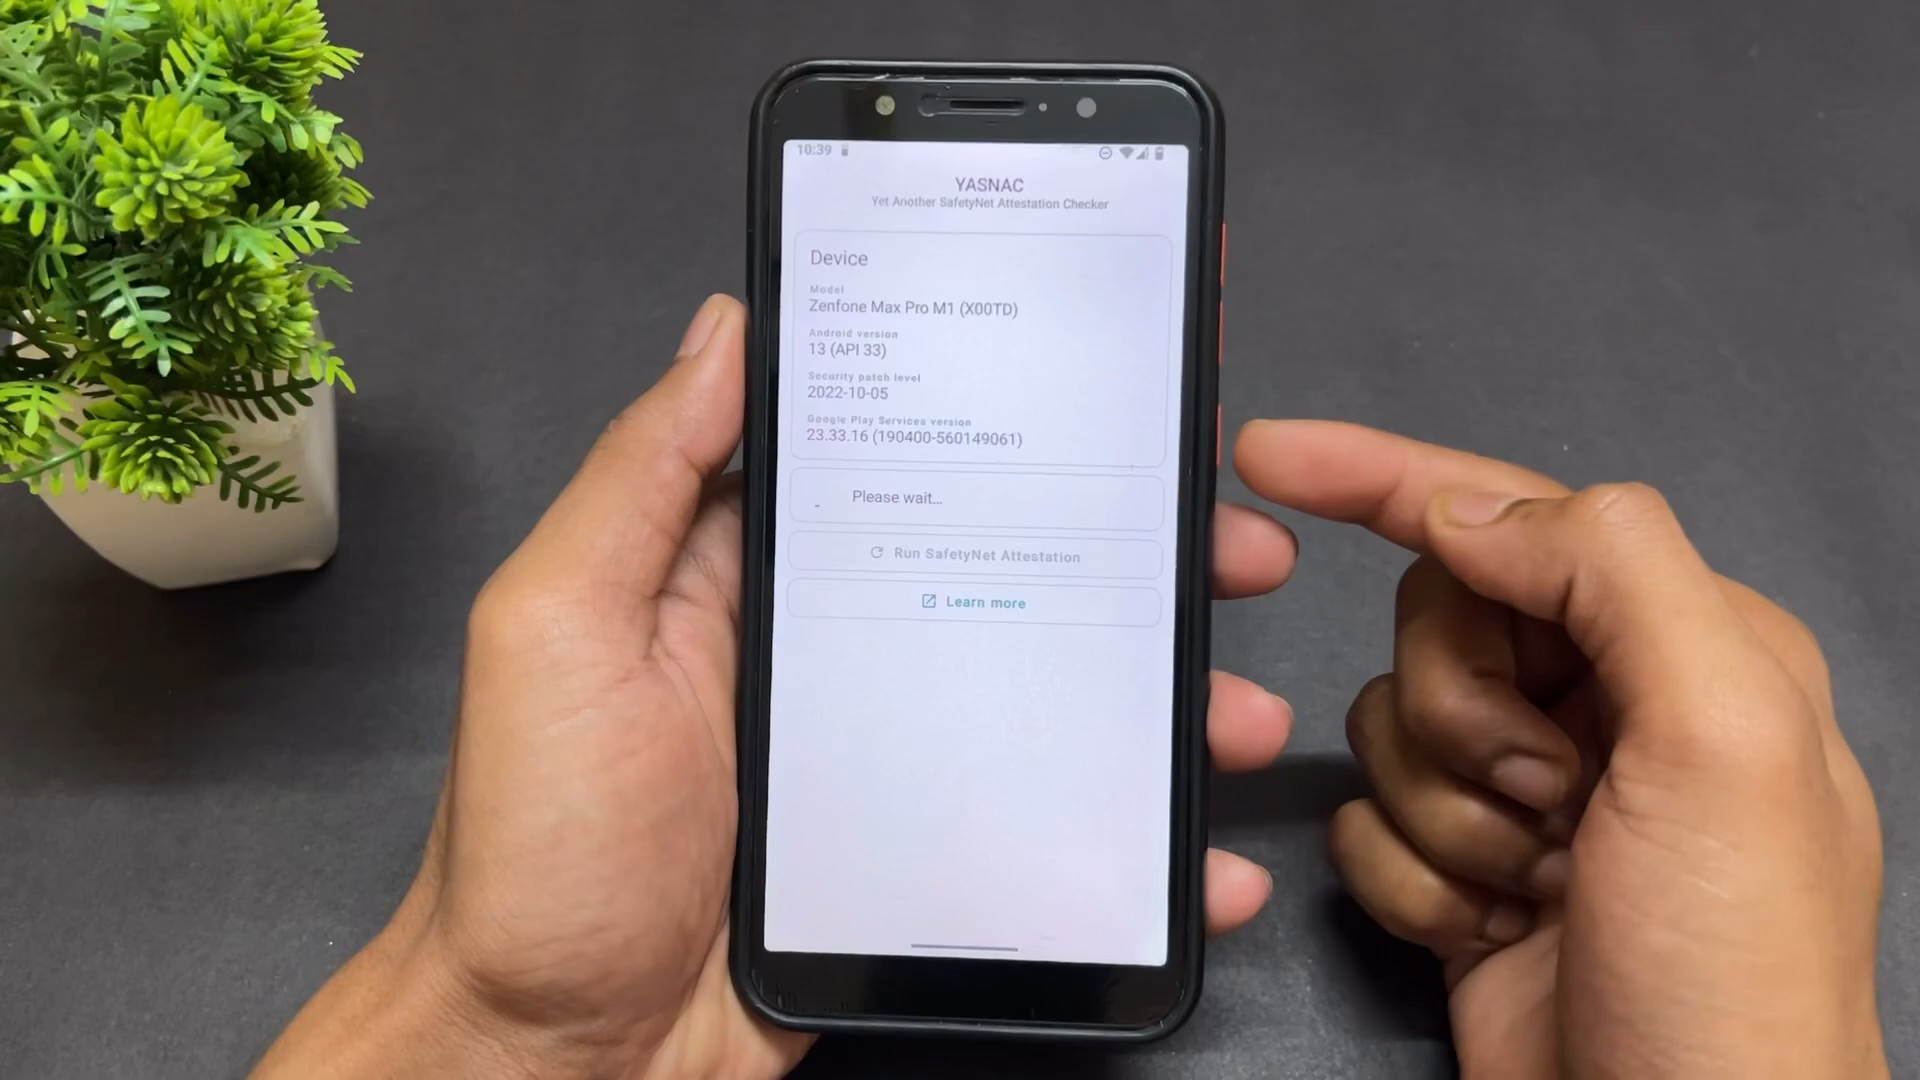 10:39
YASNAC
Yet Another SafetyNet Attestation Checker
Device
Model
Zenfone Max Pro M1 (X00TD)
Android version
13 (API 33)
Security patch level
2022-10-05
Google Play Services version
23.33.16 (190400-560149061)
Please wait...
Run SafetyNet Attestation
Learn more